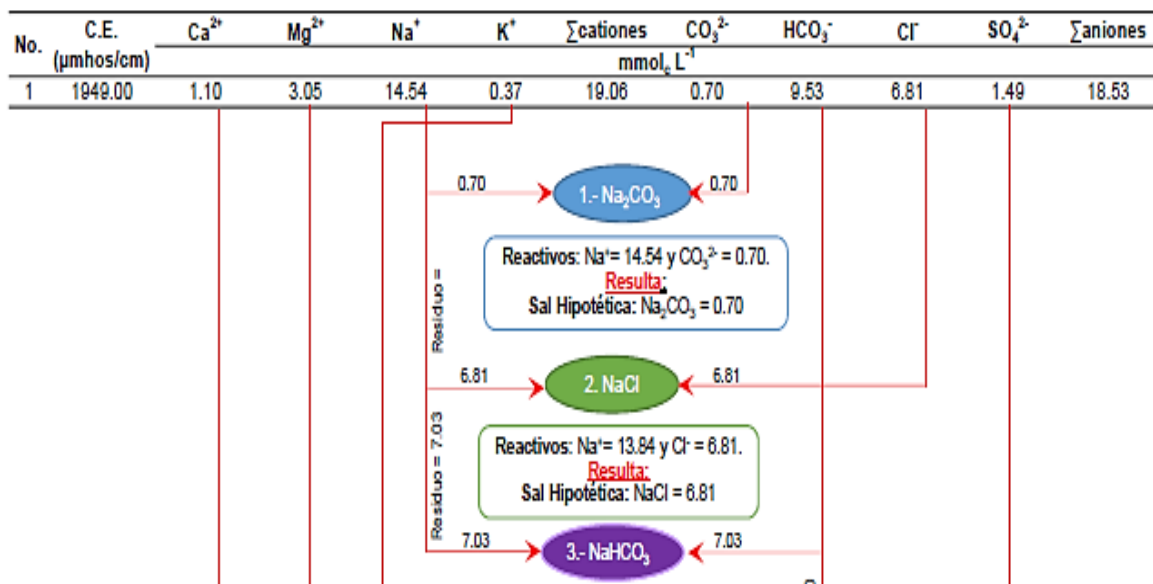 No. C.E. Ca²⁺ Mg²⁺ Na⁺ K⁺ ∑cationes CO₃²⁻ HCO₃⁻ Cl⁻ SO₄²⁻ ∑aniones
(µmhos/cm) mmol_c L⁻¹
1 1949.00 1.10 3.05 14.54 0.37 19.06 0.70 9.53 6.81 1.49 18.53
0.70 1.- Na₂CO₃ 0.70
Reactivos: Na⁺= 14.54 y CO₃²⁻ = 0.70.
Resulta:
Sal Hipotética: Na₂CO₃ = 0.70
Residuo =
6.81 2. NaCl 6.81
Residuo = 7.03
Reactivos: Na⁺= 13.84 y Cl⁻ = 6.81.
Resulta:
Sal Hipotética: NaCl = 6.81
7.03 3.- NaHCO₃ 7.03